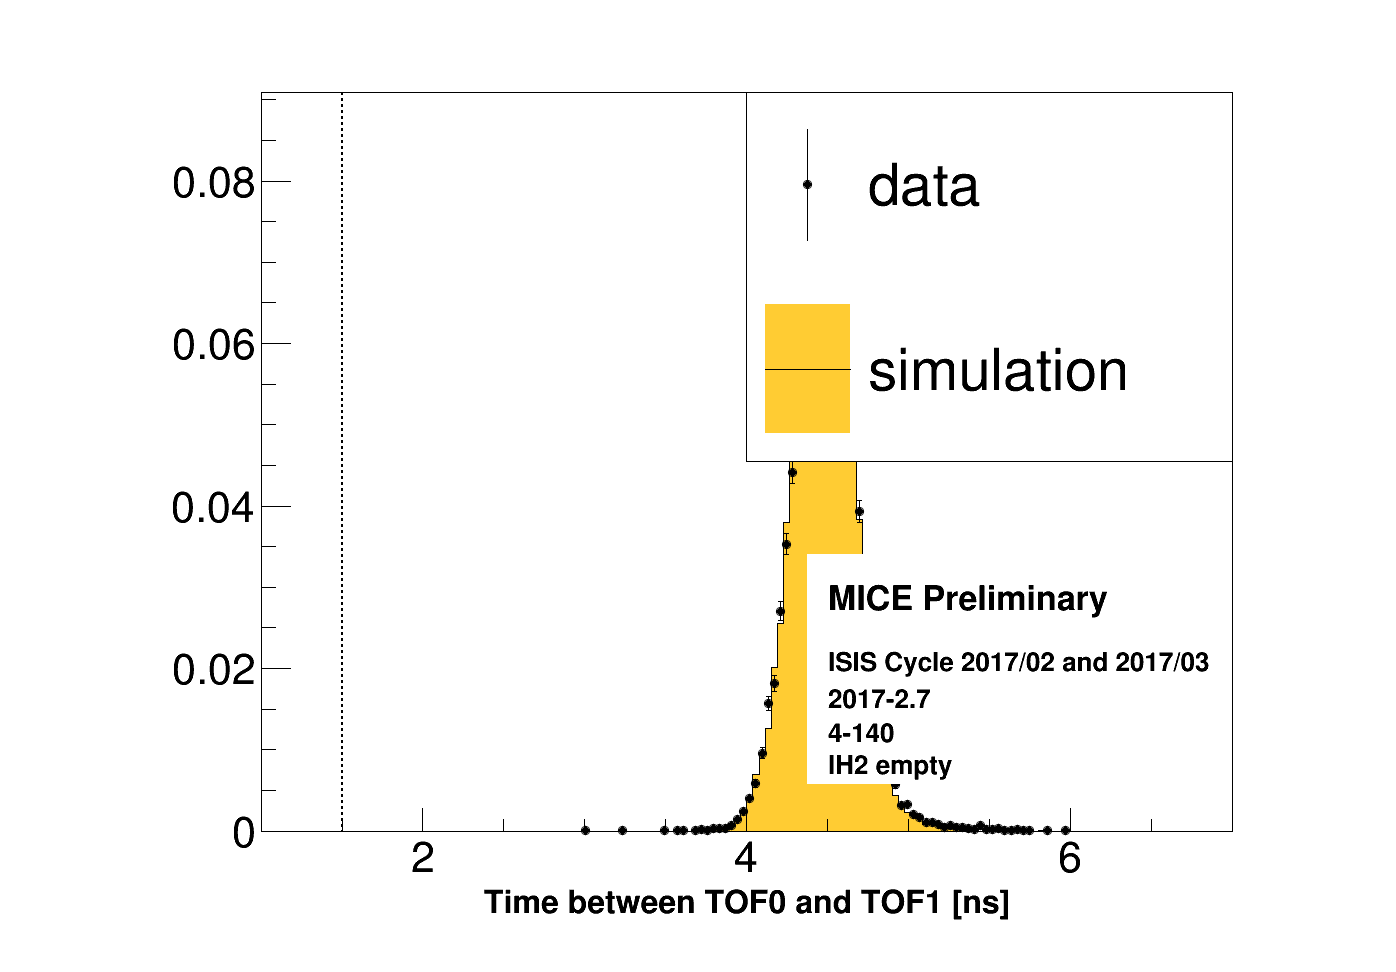 data
simulation
0.08
0.06
0.04
0.02
0
MICE Preliminary
ISIS Cycle 2017/02 and 2017/03
2017-2.7
4-140
IH2 empty
2 4 6
Time between TOF0 and TOF1 [ns]